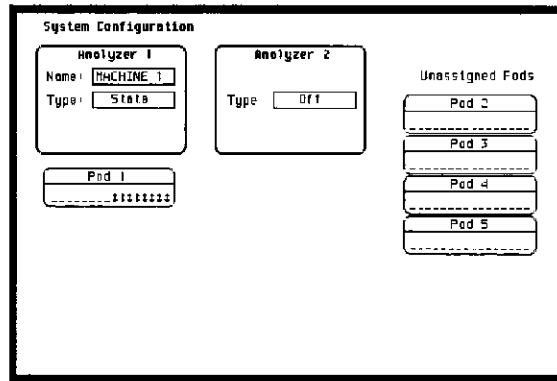 System Configuration
Analyzer 1
Name: MACHINE 1
Type: State
Analyzer 2
Type Off
Unassigned Pods
Pod 2
Pod 3
Pod 4
Pod 5
Pod 1